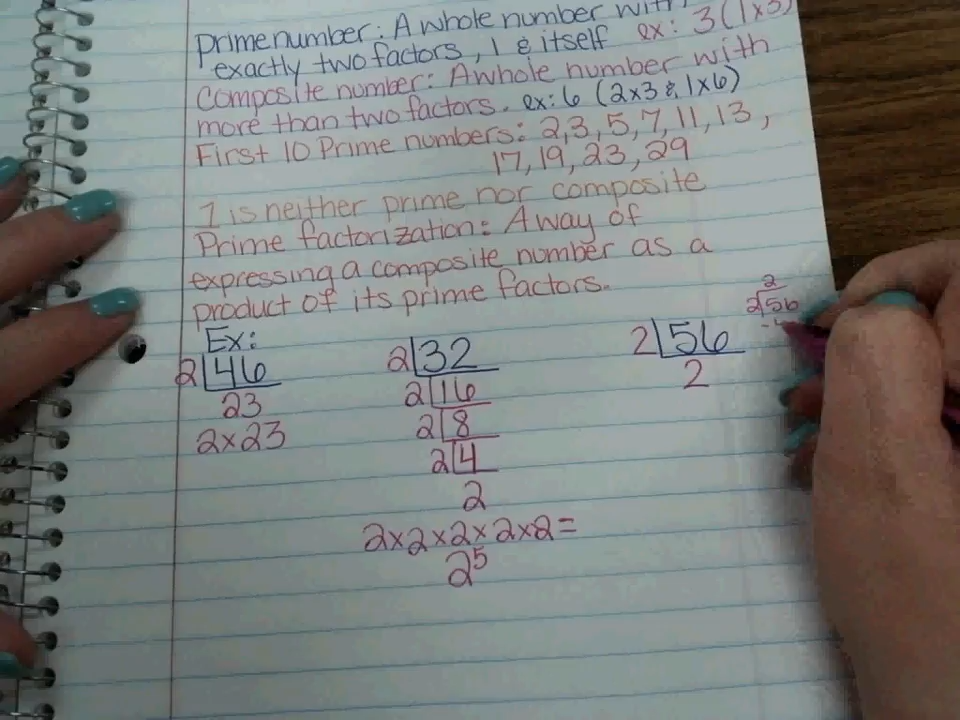 Prime number: A whole number with
exactly two factors, 1 & itself ex: 3 (1x3)
Composite number: A whole number with
more than two factors. ex: 6 (2x3 & 1x6)
First 10 Prime numbers: 2, 3, 5, 7, 11, 13,
17, 19, 23, 29
1 is neither prime nor composite
Prime factorization: A way of
expressing a composite number as a
product of its prime factors.
Ex:
2 46
23
2x23
2 32
2 16
2 8
2 4
2
2x2x2x2x2=
2⁵
2 56
2
2
2 56